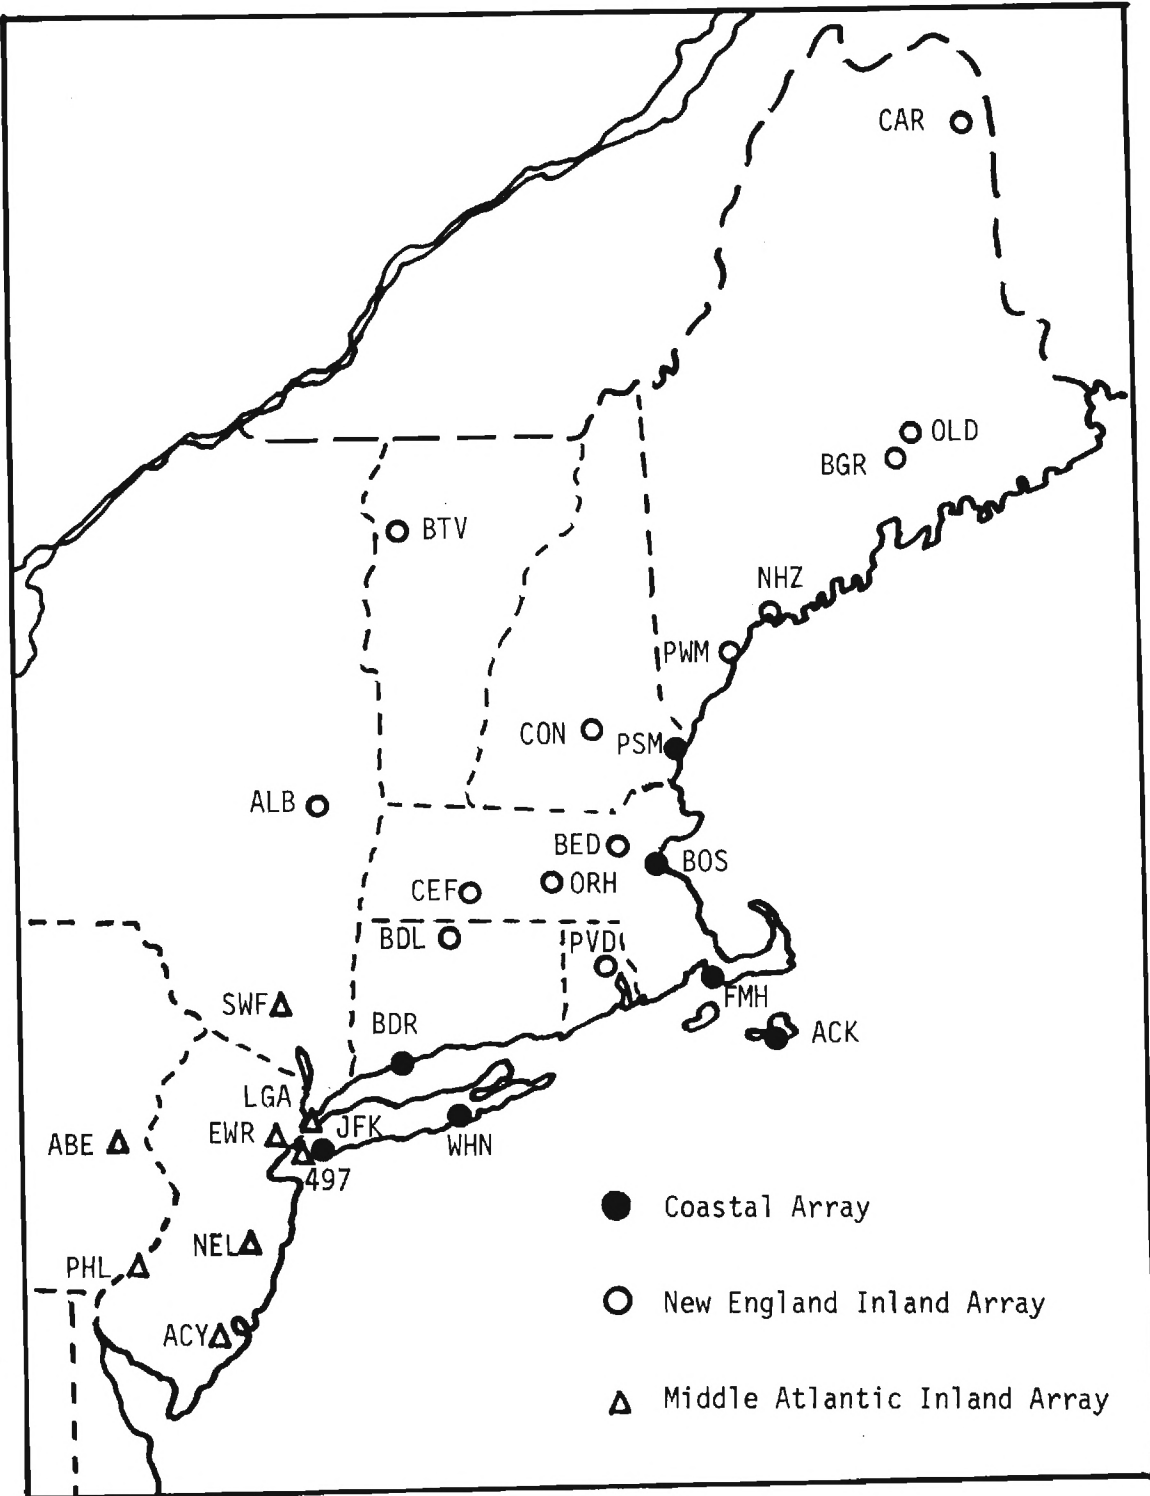 CAR
OLD
BGR
BTV
NHZ
PWM
CON
PSM
ALB
BED
BOS
CEF
ORH
BDL
PVD
FMH
SWF
BDR
ACK
LGA
EWR
JFK
ABE
WHN
497
Coastal Array
NEL
PHL
New England Inland Array
ACY
Middle Atlantic Inland Array